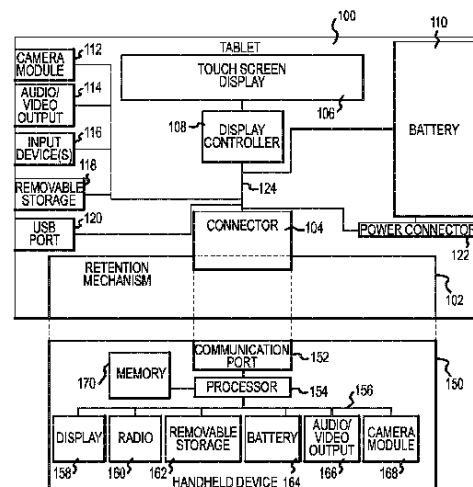 100
110
112
CAMERA
MODULE
114
AUDIO/
VIDEO
OUTPUT
116
INPUT
DEVICE(S)
118
REMOVABLE
STORAGE
120
USB
PORT
TABLET
TOUCH SCREEN
DISPLAY
106
108
DISPLAY
CONTROLLER
124
BATTERY
CONNECTOR
104
POWER CONNECTOR
122
RETENTION
MECHANISM
102
COMMUNICATION
PORT
152
150
170
MEMORY
PROCESSOR
154
156
DISPLAY
RADIO
REMOVABLE
STORAGE
BATTERY
AUDIO/
VIDEO
OUTPUT
CAMERA
MODULE
158
160
162
164
166
168
HANDHELD DEVICE